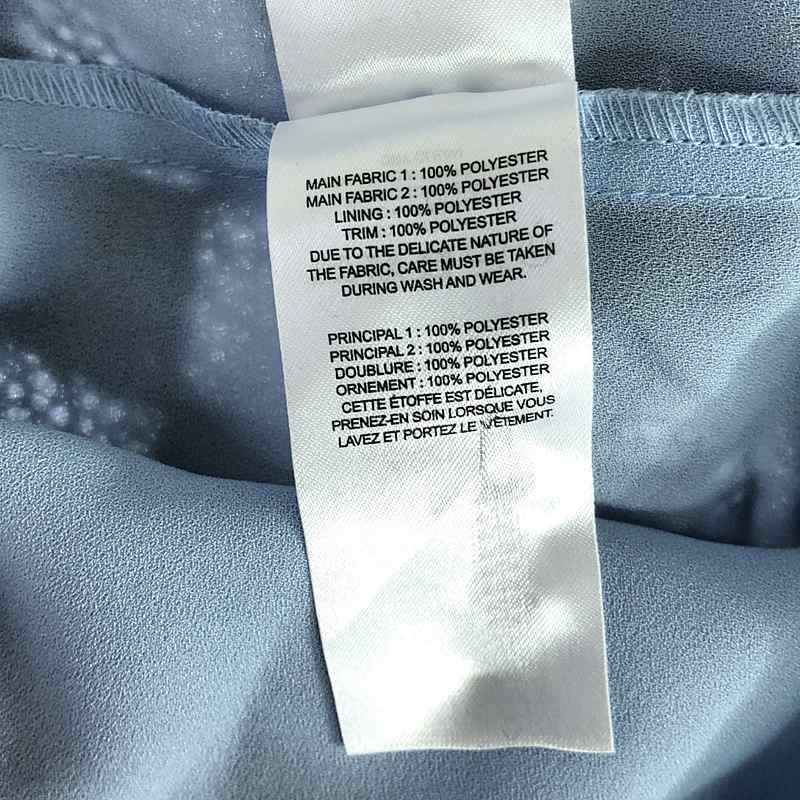 MAIN FABRIC 1 : 100% POLYESTER
MAIN FABRIC 2 : 100% POLYESTER
LINING : 100% POLYESTER
TRIM : 100% POLYESTER
DUE TO THE DELICATE NATURE OF
THE FABRIC, CARE MUST BE TAKEN
DURING WASH AND WEAR.
PRINCIPAL 1 : 100% POLYESTER
PRINCIPAL 2 : 100% POLYESTER
DOUBLURE : 100% POLYESTER
ORNEMENT : 100% POLYESTER
CETTE ÉTOFFE EST DÉLICATE,
PRENEZ-EN SOIN LORSQUE VOUS
LAVEZ ET PORTEZ LE VÊTEMENT.